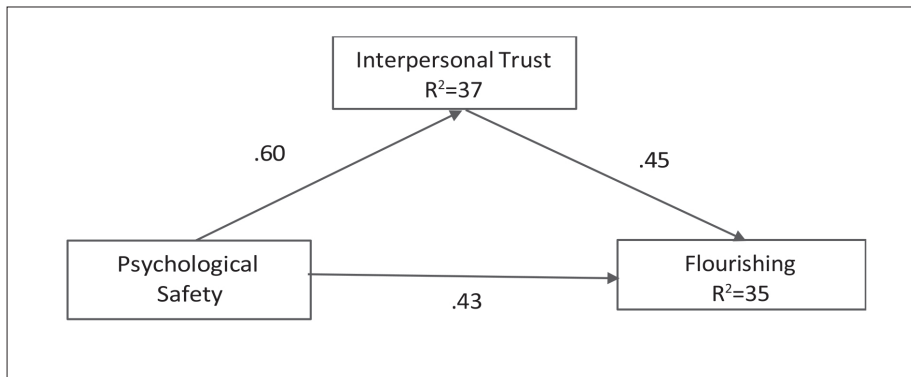 Interpersonal Trust
R²=37
.60
.45
Psychological
Safety
Flourishing
R²=35
.43